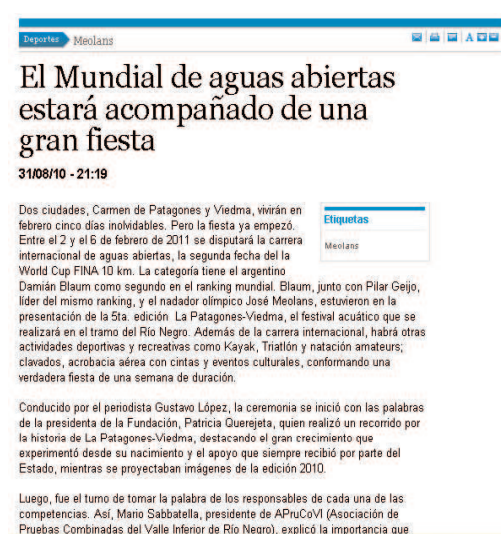 Deportes Meolans
A
El Mundial de aguas abiertas
estará acompañado de una
gran fiesta
31/08/10 - 21:19
Dos ciudades, Carmen de Patagones y Viedma, vivirán en
febrero cinco días inolvidables. Pero la fiesta ya empezó.
Entre el 2 y el 6 de febrero de 2011 se disputará la carrera
internacional de aguas abiertas, la segunda fecha del la
World Cup FINA 10 km. La categoría tiene el argentino
Etiquetas
Meolans
Damián Blaum como segundo en el ranking mundial. Blaum, junto con Pilar Geijo,
líder del mismo ranking, y el nadador olímpico José Meolans, estuvieron en la
presentación de la 5ta. edición La Patagones-Viedma, el festival acuático que se
realizará en el tramo del Río Negro. Además de la carrera internacional, habrá otras
actividades deportivas y recreativas como Kayak, Triatlón y natación amateurs;
clavados, acrobacia aérea con cintas y eventos culturales, conformando una
verdadera fiesta de una semana de duración.
Conducido por el periodista Gustavo López, la ceremonia se inició con las palabras
de la presidenta de la Fundación, Patricia Querejeta, quien realizó un recorrido por
la historia de La Patagones-Viedma, destacando el gran crecimiento que
experimentó desde su nacimiento y el apoyo que siempre recibió por parte del
Estado, mientras se proyectaban imágenes de la edición 2010.
Luego, fue el turno de tomar la palabra de los responsables de cada una de las
competencias. Así, Mario Sabbatella, presidente de APruCoVI (Asociación de
Pruebas Combinadas del Valle Inferior de Río Negro), explicó la importancia que